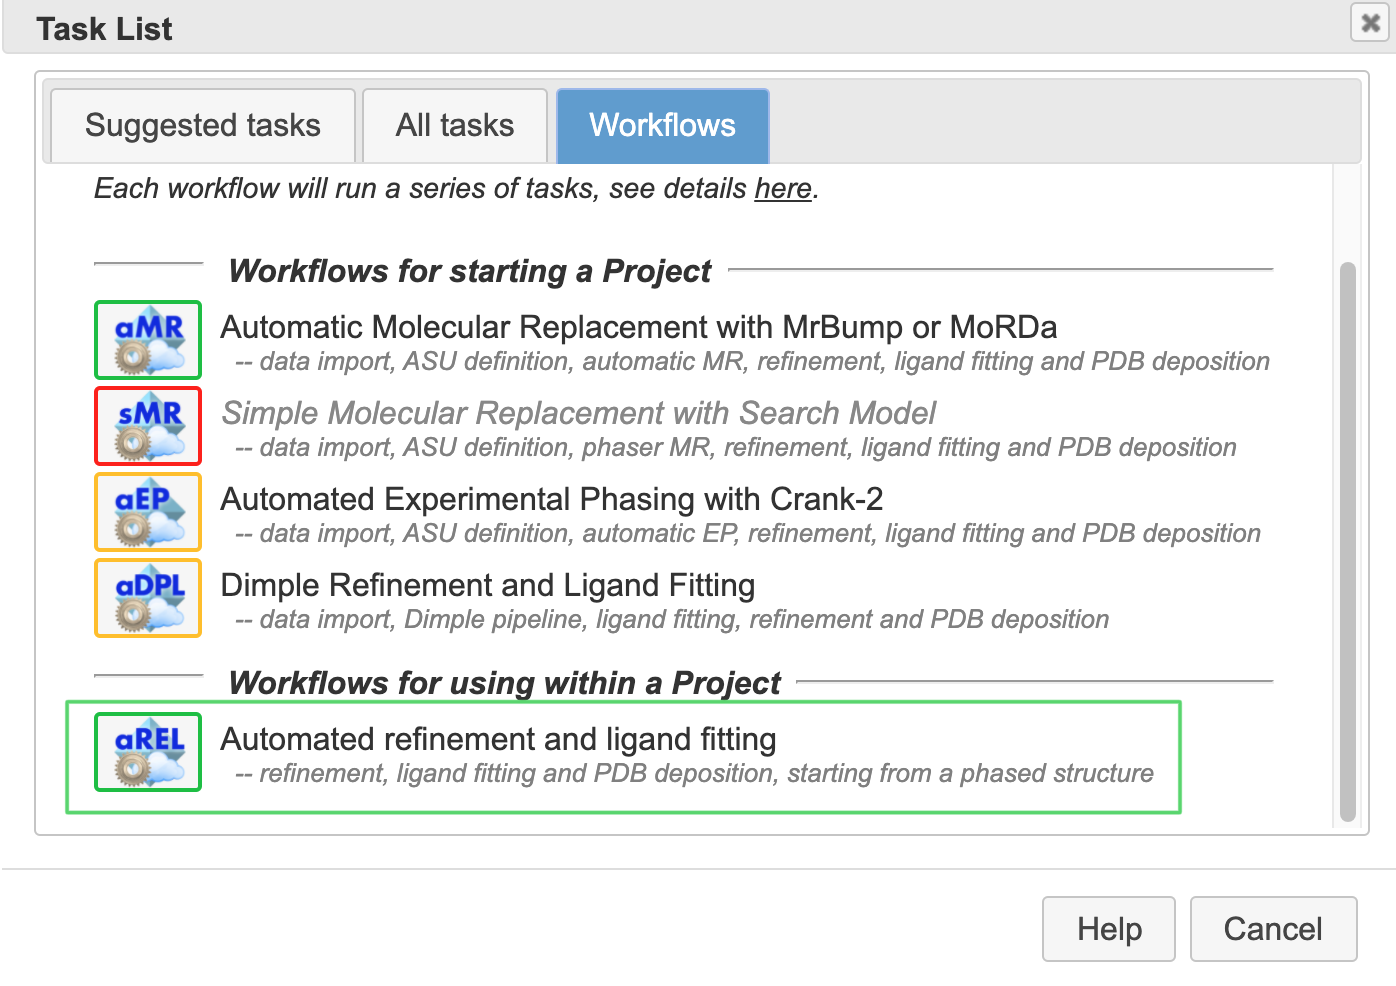 Task List
Suggested tasks
All tasks
Workflows
Each workflow will run a series of tasks, see details here.
Workflows for starting a Project
aMR
Automatic Molecular Replacement with MrBump or MoRDa
-- data import, ASU definition, automatic MR, refinement, ligand fitting and PDB deposition
sMR
Simple Molecular Replacement with Search Model
-- data import, ASU definition, phaser MR, refinement, ligand fitting and PDB deposition
aEP
Automated Experimental Phasing with Crank-2
-- data import, ASU definition, automatic EP, refinement, ligand fitting and PDB deposition
aDPL
Dimple Refinement and Ligand Fitting
-- data import, Dimple pipeline, ligand fitting, refinement and PDB deposition
Workflows for using within a Project
aREL
Automated refinement and ligand fitting
-- refinement, ligand fitting and PDB deposition, starting from a phased structure
Help
Cancel